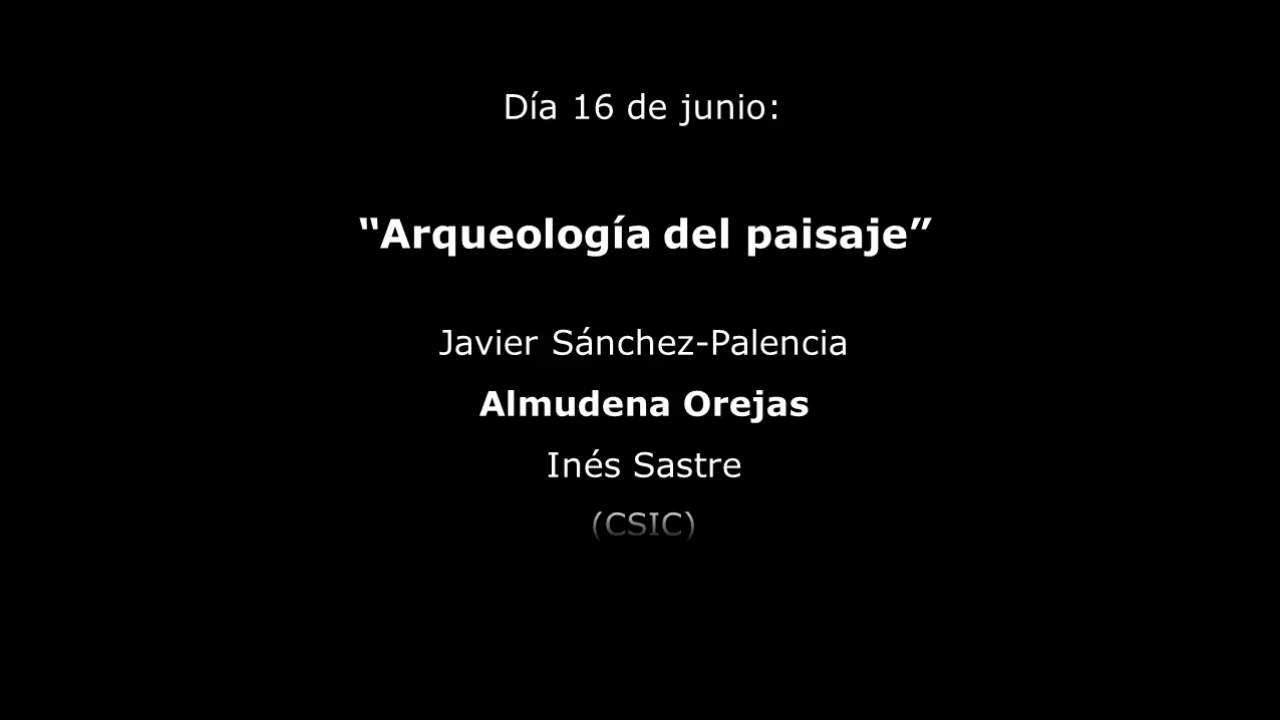 Día 16 de junio:
“Arqueología del paisaje”
Javier Sánchez-Palencia
Almudena Orejas
Inés Sastre
(CSIC)